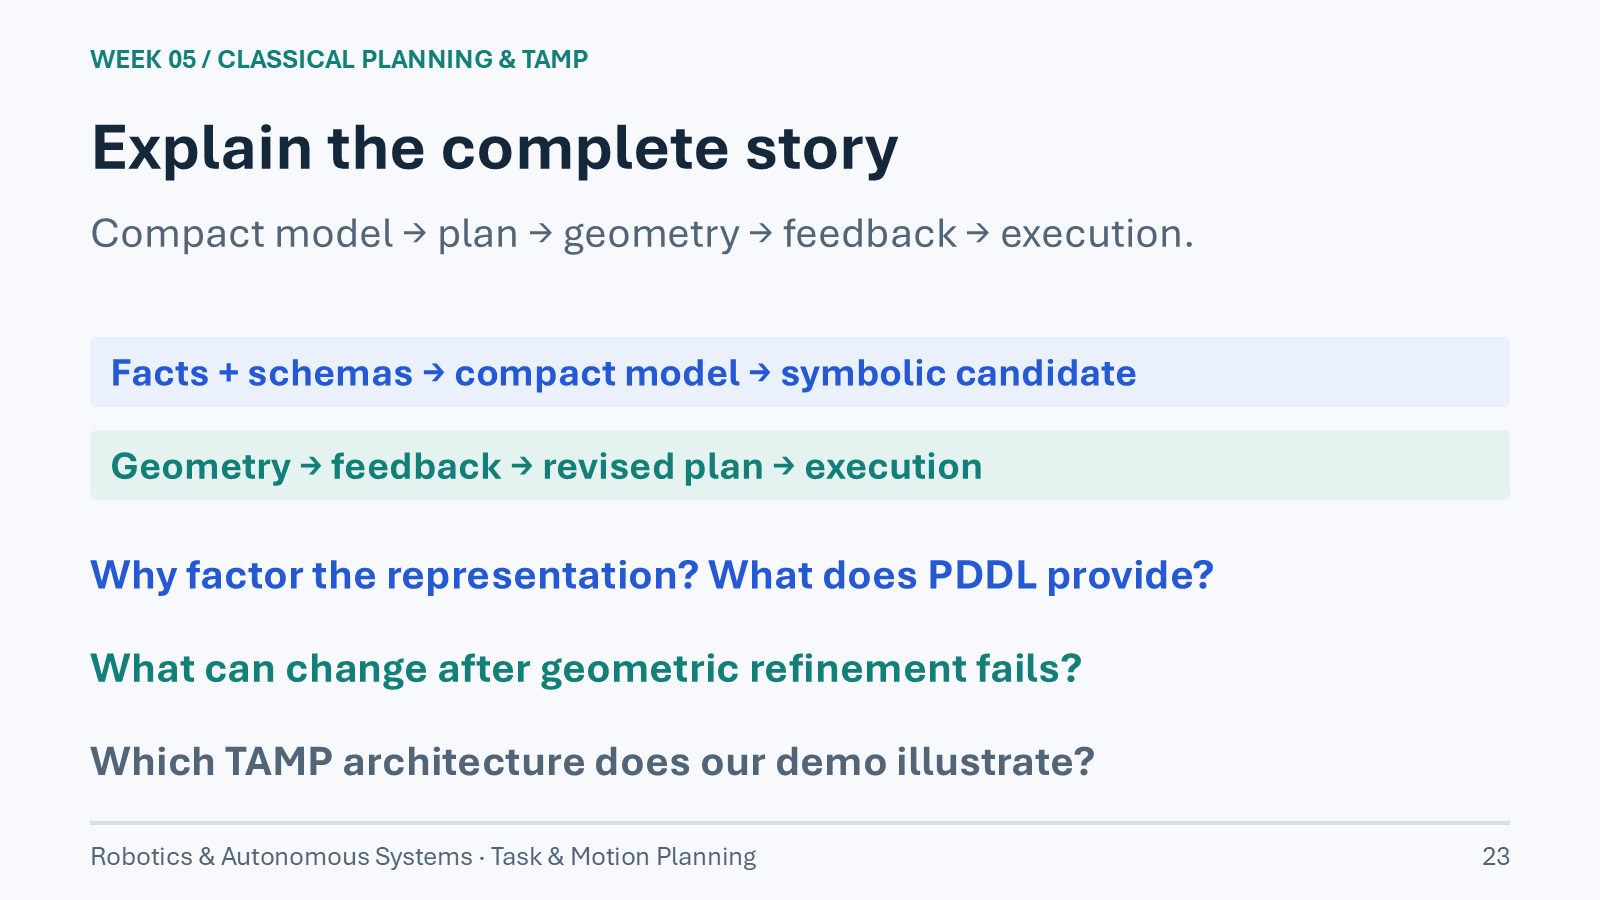 WEEK 05 / CLASSICAL PLANNING & TAMP
Explain the complete story
Compact model → plan → geometry → feedback → execution.
Facts + schemas → compact model → symbolic candidate
Geometry → feedback → revised plan → execution
Why factor the representation? What does PDDL provide?
What can change after geometric refinement fails?
Which TAMP architecture does our demo illustrate?
Robotics & Autonomous Systems · Task & Motion Planning
23